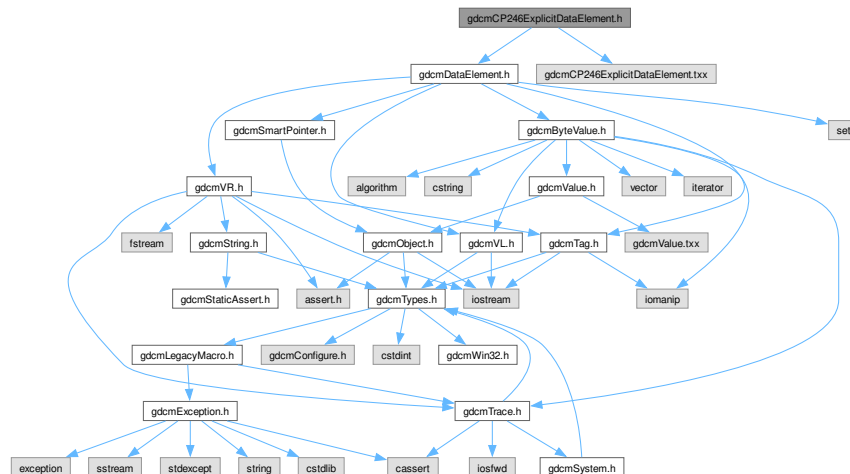 gdcmCP246ExplicitDataElement.h
gdcmDataElement.h
gdcmCP246ExplicitDataElement.txx
gdcmSmartPointer.h
gdcmByteValue.h
set
gdcmVR.h
algorithm
cstring
gdcmValue.h
vector
iterator
fstream
gdcmString.h
gdcmObject.h
gdcmVL.h
gdcmTag.h
gdcmValue.txx
gdcmStaticAssert.h
assert.h
gdcmTypes.h
iostream
iomanip
gdcmLegacyMacro.h
gdcmConfigure.h
cstdint
gdcmWin32.h
gdcmException.h
gdcmTrace.h
exception
sstream
stdexcept
string
cstdlib
cassert
iosfwd
gdcmSystem.h